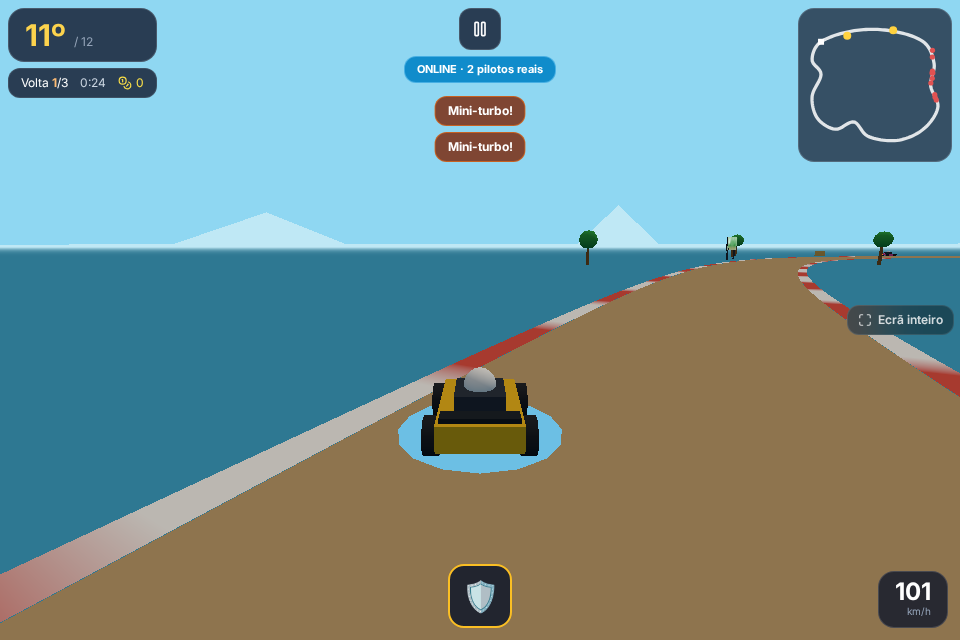 11º / 12
Volta 1/3 0:24 0
ONLINE · 2 pilotos reais
Mini-turbo!
Mini-turbo!
Ecrã inteiro
101
km/h